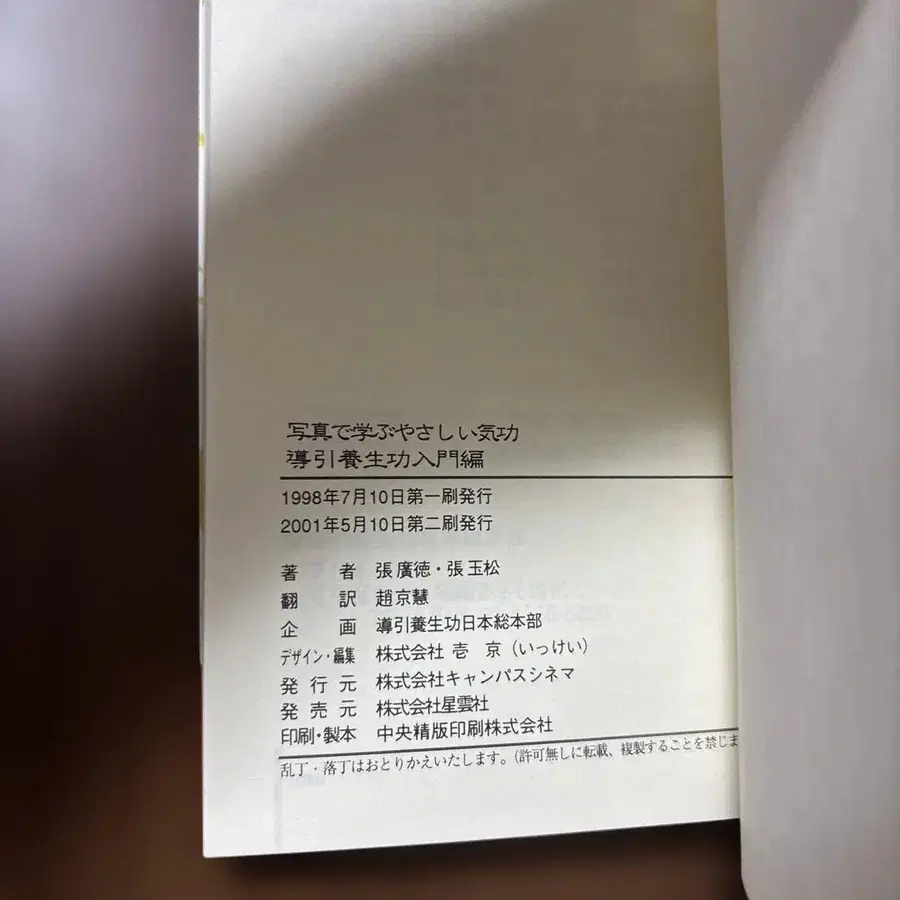 写真で学ぶやさしい気功
導引養生功入門編
1998年7月10日第一刷発行
2001年5月10日第二刷発行
著 者 張 廣徳・張 玉松
翻 訳 趙京慧
企 画 導引養生功日本総本部
デザイン・編集 株式会社 壱 京（いっけい）
発行元 株式会社キャンパスシネマ
発売元 株式会社星雲社
印刷・製本 中央精版印刷株式会社
乱丁・落丁はおとりかえいたします。（許可無しに転載、複製することを禁じま